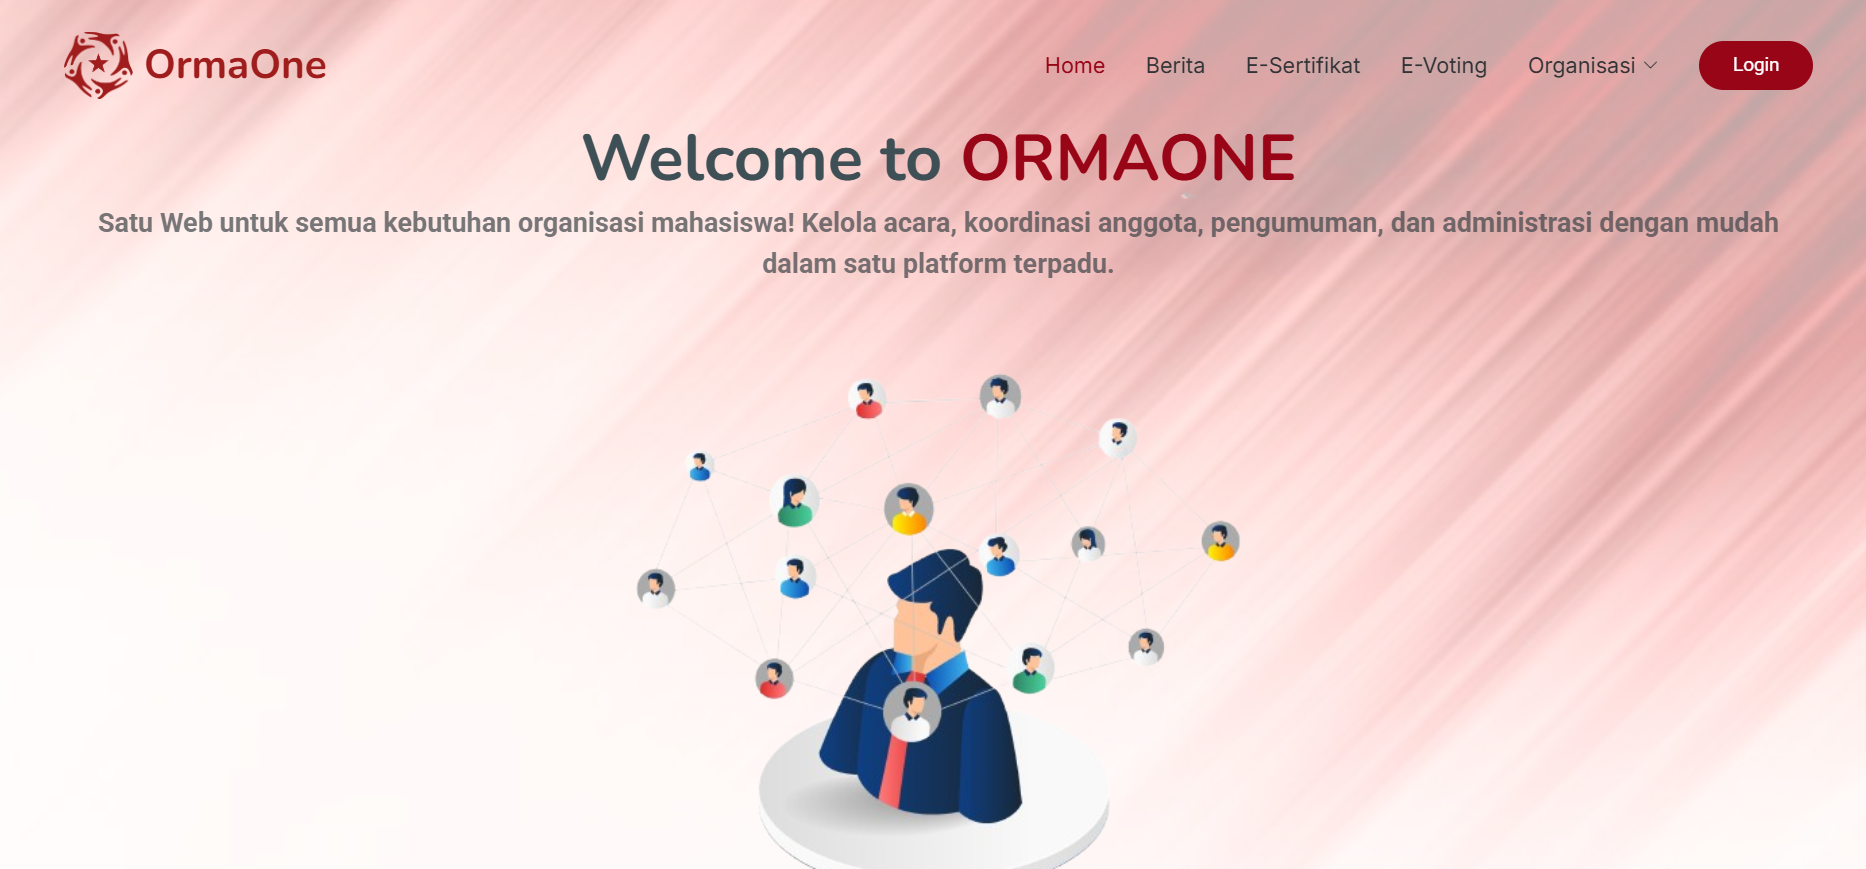 OrmaOne
Home Berita E-Sertifikat E-Voting Organisasi Login
Welcome to ORMAONE
Satu Web untuk semua kebutuhan organisasi mahasiswa! Kelola acara, koordinasi anggota, pengumuman, dan administrasi dengan mudah
dalam satu platform terpadu.